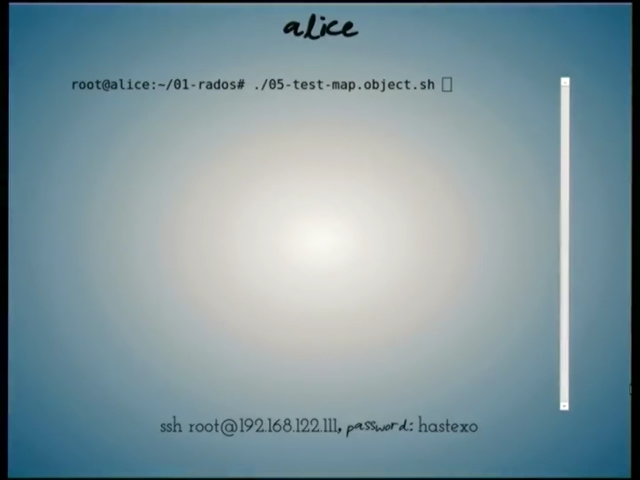 alice
root@alice:~/01-rados# ./05-test-map.object.sh
ssh root@192.168.122.111, password: hastexo